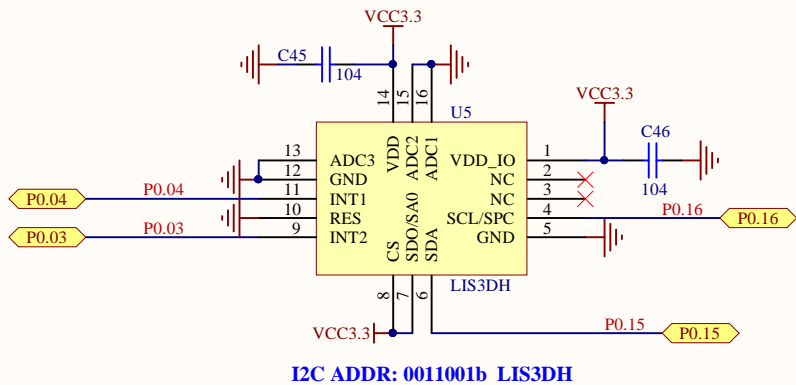 VCC3.3
C45
104
14
15
16
U5
VCC3.3
C46
104
VDD
ADC2
ADC1
13 ADC3
12 GND
P0.04 P0.04 11 INT1
10 RES
P0.03 P0.03 9 INT2
VDD_IO 1
NC 2
NC 3
SCL/SPC 4 P0.16 P0.16
GND 5
CS
SDO/SA0
SDA
LIS3DH
8
7
6
VCC3.3
P0.15 P0.15
I2C ADDR: 0011001b LIS3DH